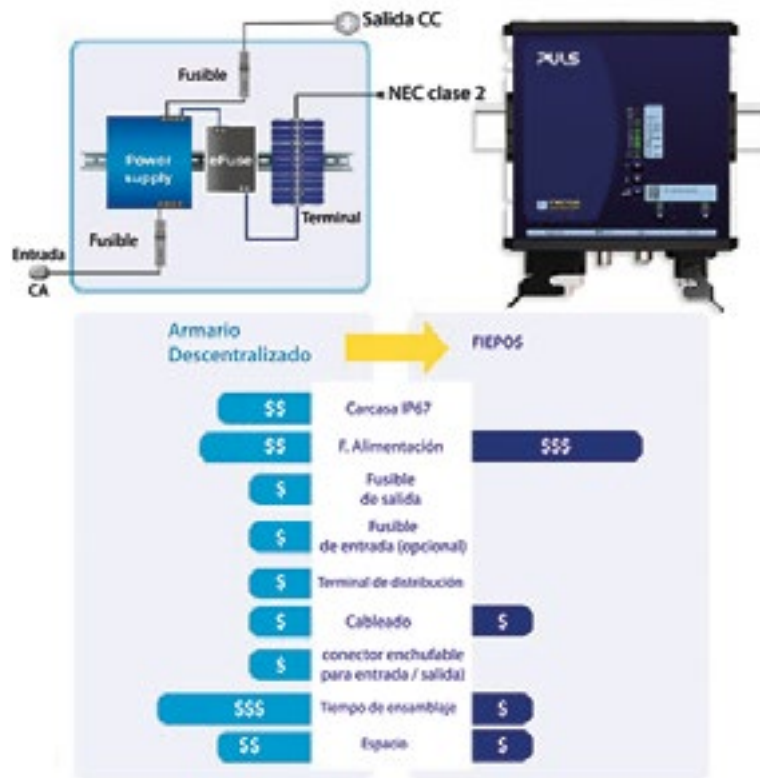 Salida CC
Fusible
NEC clase 2
Power
supply
eFuse
Terminal
Fusible
Entrada
CA
PULS
Armario
Descentralizado
FIEPOS
$$
Carcasa IP67
$$
F. Alimentación
$$$
$
Fusible
de salida
$
Fusible
de entrada (opcional)
$
Terminal de distribución
$
Cableado
$
$
conector enchufable
para entrada / salida)
$$$
Tiempo de ensamblaje
$
$$
Espacio
$